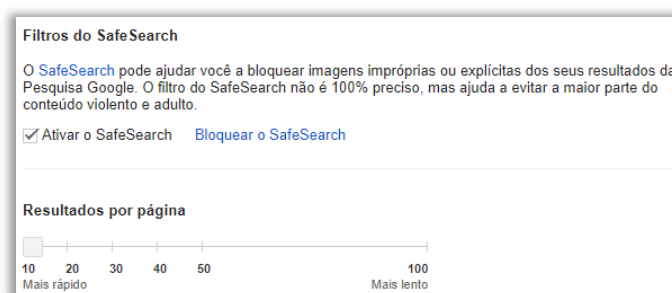 Filtros do SafeSearch
O SafeSearch pode ajudar você a bloquear imagens impróprias ou explícitas dos seus resultados da
Pesquisa Google. O filtro do SafeSearch não é 100% preciso, mas ajuda a evitar a maior parte do
conteúdo violento e adulto.
Ativar o SafeSearch Bloquear o SafeSearch
Resultados por página
10 20 30 40 50 100
Mais rápido Mais lento